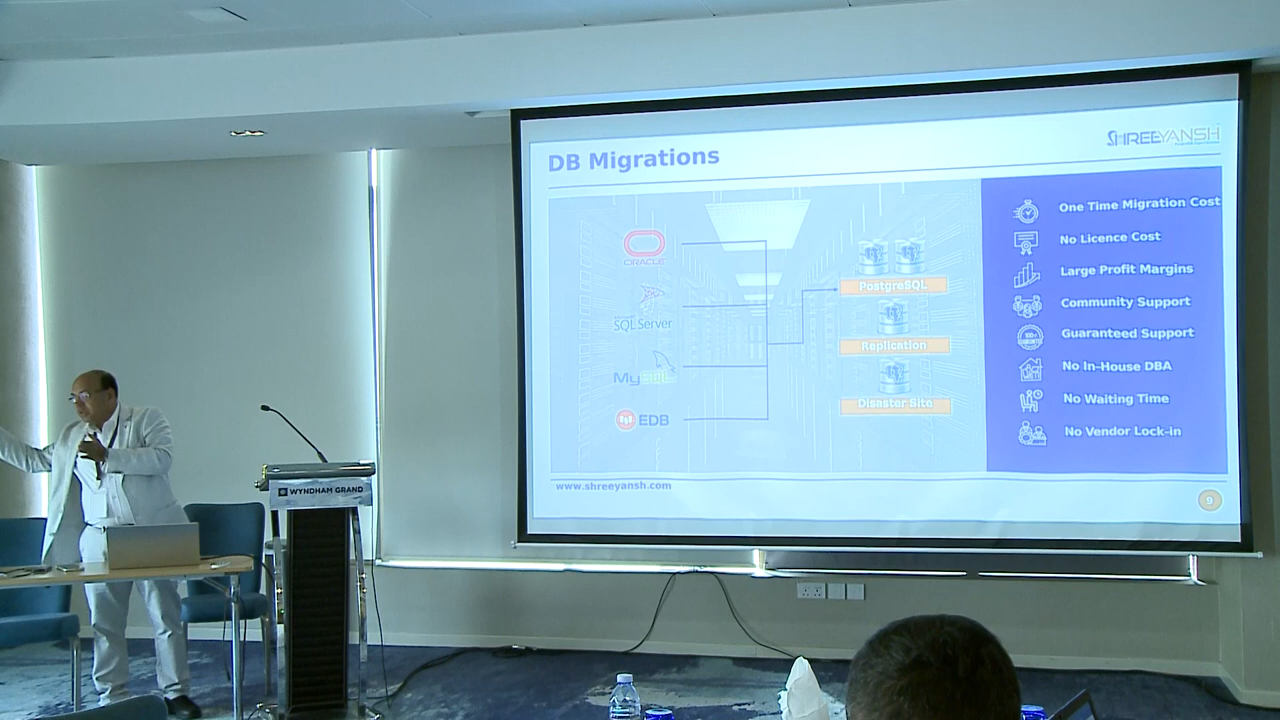 SHREEYANSH
DB Migrations
ORACLE
SQL Server
MySQL
EDB
PostgreSQL
Replication
Disaster Site
One Time Migration Cost
No Licence Cost
Large Profit Margins
Community Support
Guaranteed Support
No In-House DBA
No Waiting Time
No Vendor Lock-in
www.shreeyansh.com
9
WYNDHAM GRAND